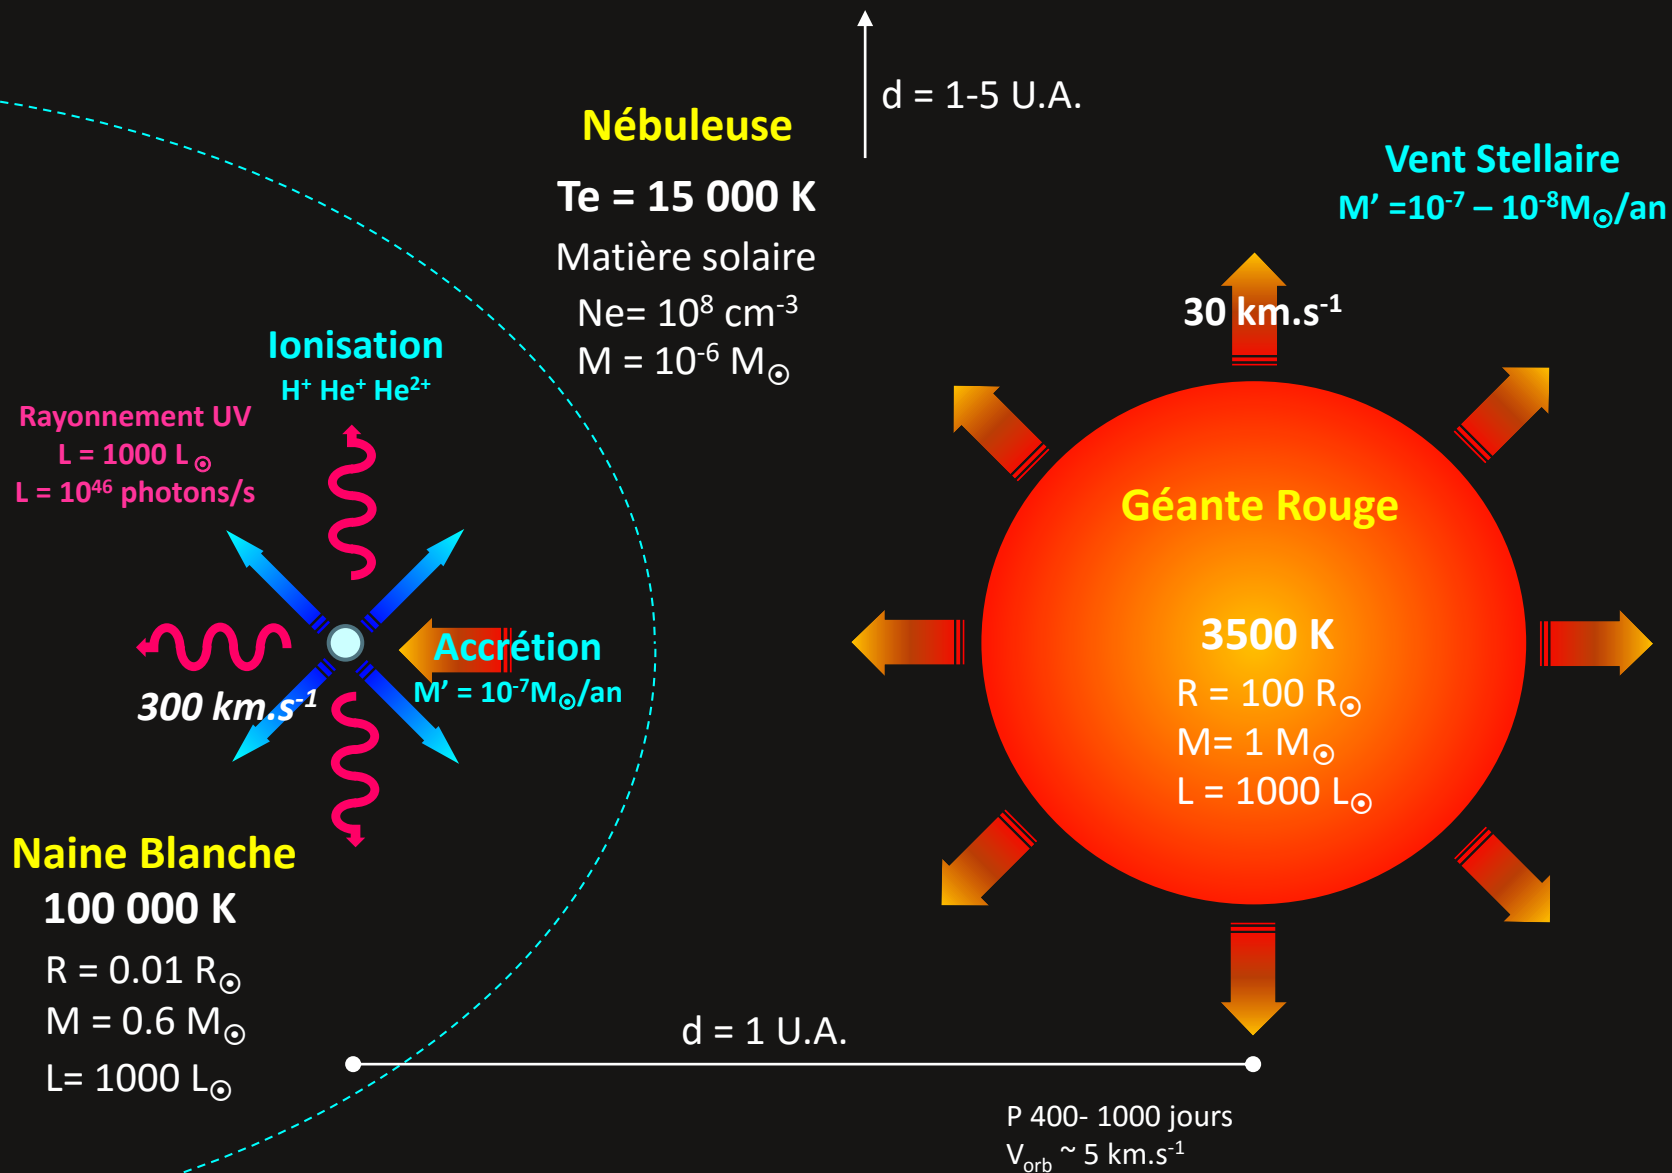 d = 1-5 U.A.
Nébuleuse
Te = 15 000 K
Matière solaire
Ne= 10⁸ cm⁻³
M = 10⁻⁶ M☉
Vent Stellaire
M’ =10⁻⁷ – 10⁻⁸M☉/an
30 km.s⁻¹
Ionisation
H⁺ He⁺ He²⁺
Rayonnement UV
L = 1000 L☉
L = 10⁴⁶ photons/s
Géante Rouge
3500 K
R = 100 R☉
M= 1 M☉
L = 1000 L☉
Accrétion
M’ = 10⁻⁷M☉/an
300 km.s⁻¹
Naine Blanche
100 000 K
R = 0.01 R☉
M = 0.6 M☉
L= 1000 L☉
d = 1 U.A.
P 400- 1000 jours
Vorb ~ 5 km.s⁻¹